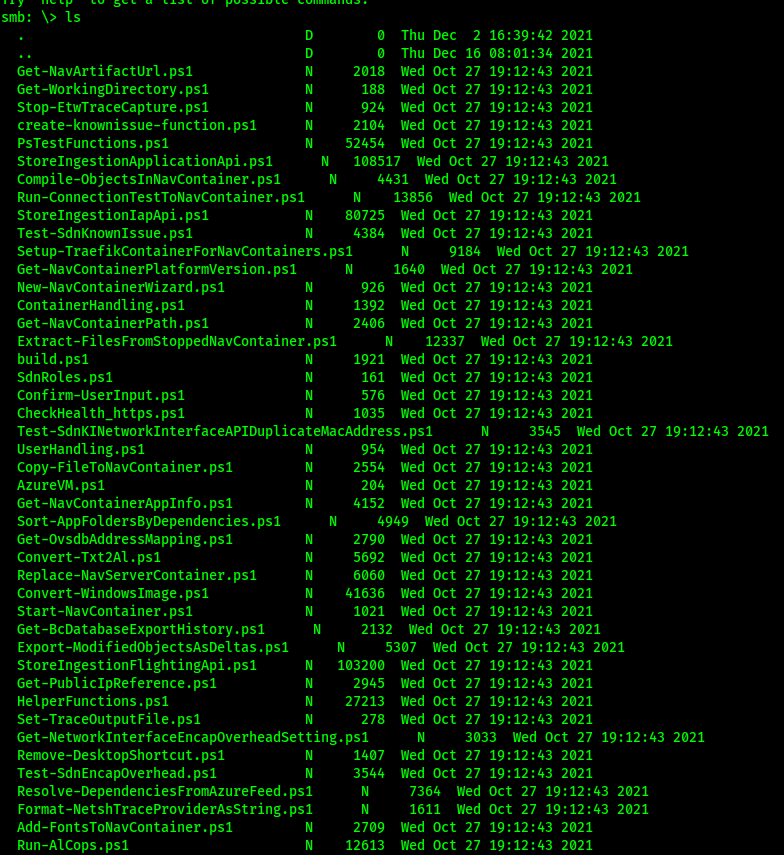 Try "help" to get a list of possible commands.
smb: \> ls
  .                                   D        0  Thu Dec  2 16:39:42 2021
  ..                                  D        0  Thu Dec 16 08:01:34 2021
  Get-NavArtifactUrl.ps1              N     2018  Wed Oct 27 19:12:43 2021
  Get-WorkingDirectory.ps1            N      188  Wed Oct 27 19:12:43 2021
  Stop-EtwTraceCapture.ps1            N      924  Wed Oct 27 19:12:43 2021
  create-knownissue-function.ps1      N     2104  Wed Oct 27 19:12:43 2021
  PsTestFunctions.ps1                 N    52454  Wed Oct 27 19:12:43 2021
  StoreIngestionApplicationApi.ps1      N   108517  Wed Oct 27 19:12:43 2021
  Compile-ObjectsInNavContainer.ps1      N     4431  Wed Oct 27 19:12:43 2021
  Run-ConnectionTestToNavContainer.ps1      N    13856  Wed Oct 27 19:12:43 2021
  StoreIngestionIapApi.ps1            N    80725  Wed Oct 27 19:12:43 2021
  Test-SdnKnownIssue.ps1              N     4384  Wed Oct 27 19:12:43 2021
  Setup-TraefikContainerForNavContainers.ps1      N     9184  Wed Oct 27 19:12:43 2021
  Get-NavContainerPlatformVersion.ps1      N     1640  Wed Oct 27 19:12:43 2021
  New-NavContainerWizard.ps1          N      926  Wed Oct 27 19:12:43 2021
  ContainerHandling.ps1               N     1392  Wed Oct 27 19:12:43 2021
  Get-NavContainerPath.ps1            N     2406  Wed Oct 27 19:12:43 2021
  Extract-FilesFromStoppedNavContainer.ps1      N    12337  Wed Oct 27 19:12:43 2021
  build.ps1                           N     1921  Wed Oct 27 19:12:43 2021
  SdnRoles.ps1                        N      161  Wed Oct 27 19:12:43 2021
  Confirm-UserInput.ps1               N      576  Wed Oct 27 19:12:43 2021
  CheckHealth_https.ps1               N     1035  Wed Oct 27 19:12:43 2021
  Test-SdnKINetworkInterfaceAPIDuplicateMacAddress.ps1      N     3545  Wed Oct 27 19:12:43 2021
  UserHandling.ps1                    N      954  Wed Oct 27 19:12:43 2021
  Copy-FileToNavContainer.ps1         N     2554  Wed Oct 27 19:12:43 2021
  AzureVM.ps1                         N      204  Wed Oct 27 19:12:43 2021
  Get-NavContainerAppInfo.ps1         N     4152  Wed Oct 27 19:12:43 2021
  Sort-AppFoldersByDependencies.ps1      N     4949  Wed Oct 27 19:12:43 2021
  Get-OvsdbAddressMapping.ps1         N     2790  Wed Oct 27 19:12:43 2021
  Convert-Txt2Al.ps1                  N     5692  Wed Oct 27 19:12:43 2021
  Replace-NavServerContainer.ps1      N     6060  Wed Oct 27 19:12:43 2021
  Convert-WindowsImage.ps1            N    41636  Wed Oct 27 19:12:43 2021
  Start-NavContainer.ps1              N     1021  Wed Oct 27 19:12:43 2021
  Get-BcDatabaseExportHistory.ps1      N     2132  Wed Oct 27 19:12:43 2021
  Export-ModifiedObjectsAsDeltas.ps1      N     5307  Wed Oct 27 19:12:43 2021
  StoreIngestionFlightingApi.ps1      N   103200  Wed Oct 27 19:12:43 2021
  Get-PublicIpReference.ps1           N     2945  Wed Oct 27 19:12:43 2021
  HelperFunctions.ps1                 N    27213  Wed Oct 27 19:12:43 2021
  Set-TraceOutputFile.ps1             N      278  Wed Oct 27 19:12:43 2021
  Get-NetworkInterfaceEncapOverheadSetting.ps1      N     3033  Wed Oct 27 19:12:43 2021
  Remove-DesktopShortcut.ps1          N     1407  Wed Oct 27 19:12:43 2021
  Test-SdnEncapOverhead.ps1           N     3544  Wed Oct 27 19:12:43 2021
  Resolve-DependenciesFromAzureFeed.ps1      N     7364  Wed Oct 27 19:12:43 2021
  Format-NetshTraceProviderAsString.ps1      N     1611  Wed Oct 27 19:12:43 2021
  Add-FontsToNavContainer.ps1         N     2709  Wed Oct 27 19:12:43 2021
  Run-AlCops.ps1                      N    12613  Wed Oct 27 19:12:43 2021